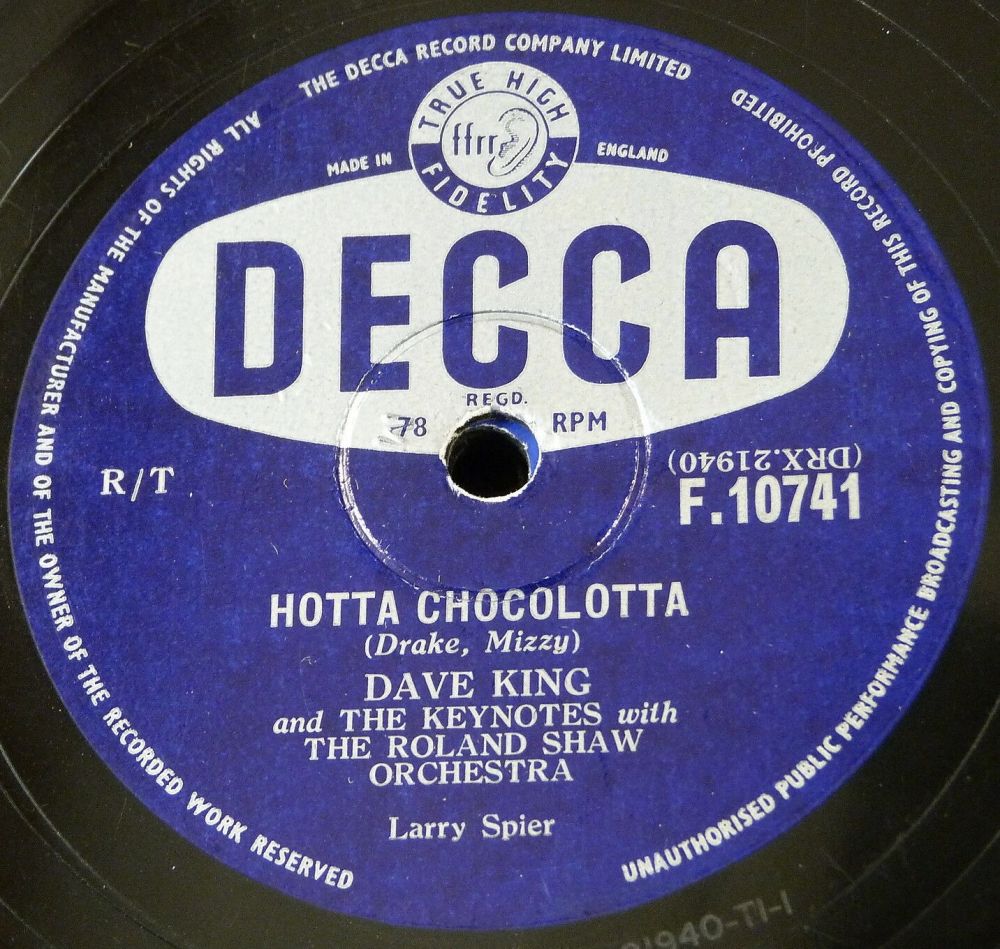 ALL RIGHTS OF THE MANUFACTURER AND OF THE OWNER OF THE RECORDED WORK RESERVED
THE DECCA RECORD COMPANY LIMITED
UNAUTHORISED PUBLIC PERFORMANCE BROADCASTING AND COPYING OF THIS RECORD PROHIBITED
TRUE HIGH
ffrr
FIDELITY
MADE IN ENGLAND
DECCA
REGD.
78 RPM
R/T
(DRX.21940)
F.10741
HOTTA CHOCOLOTTA
(Drake, Mizzy)
DAVE KING
and THE KEYNOTES with
THE ROLAND SHAW
ORCHESTRA
Larry Spier